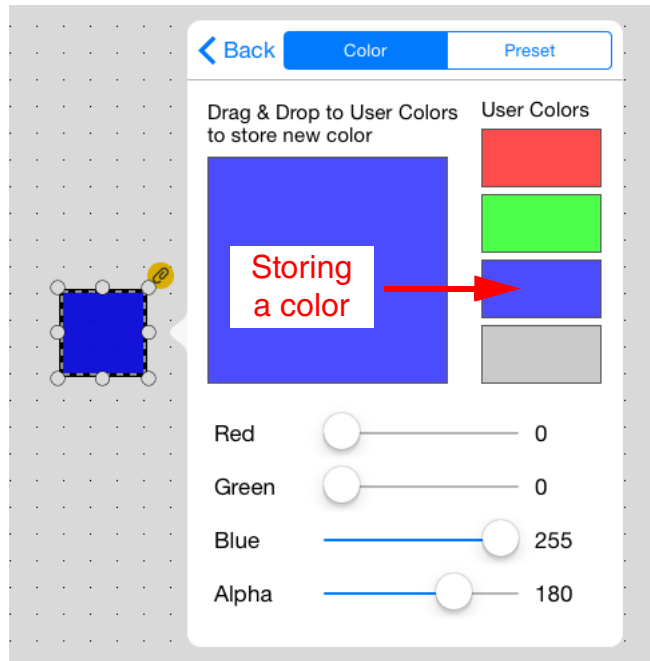 Back Color Preset
Drag & Drop to User Colors
to store new color
User Colors
Storing
a color
Red 0
Green 0
Blue 255
Alpha 180